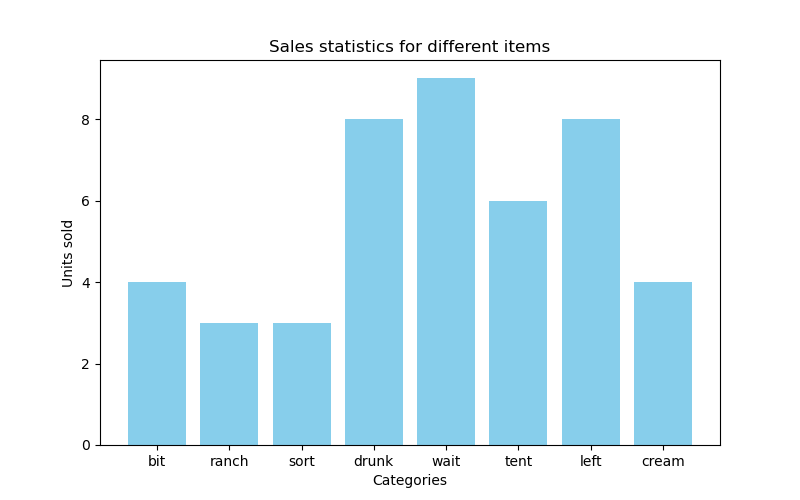 Sales statistics for different items
Units sold
8
6
4
2
0
bit ranch sort drunk wait tent left cream
Categories